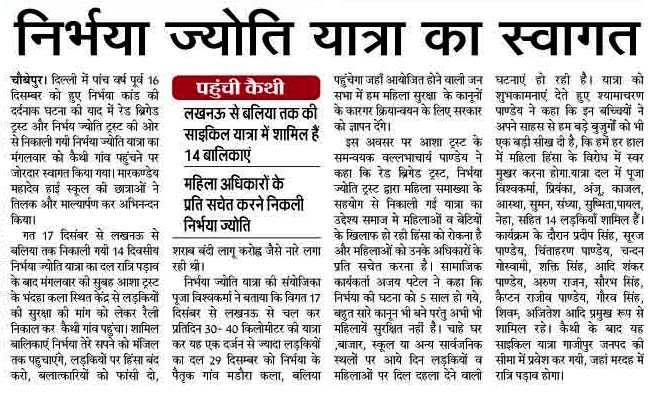 निर्भया ज्योति यात्रा का स्वागत
चौबेपुर। दिल्ली में पांच वर्ष पूर्व 16
दिसम्बर को हुए निर्भया कांड की
दर्दनाक घटना की याद में रेड ब्रिगेड
ट्रस्ट और निर्भय ज्योति ट्रस्ट की ओर
से निकाली गयी निर्भया ज्योति यात्रा का
मंगलवार को कैथी गांव पहुंचने पर
जोरदार स्वागत किया गया। मारकण्डेय
महादेव हाई स्कूल की छात्राओं ने
तिलक और माल्यार्पण कर अभिनन्दन
किया।
गत 17 दिसंबर से लखनऊ से
बलिया तक निकाली गयी 14 दिवसीय
निर्भया ज्योति यात्रा का दल रात्रि पड़ाव
के बाद मंगलवार की सुबह आशा ट्रस्ट
के भंदहा कला स्थित केंद्र से लड़कियों
की सुरक्षा की मांग को लेकर रैली
निकाल कर कैथी गांव पहुंचा। शामिल
बालिकाएं निर्भया तेरे सपने को मंजिल
तक पहुचाएंगे, लड़कियों पर हिंसा बंद
करो, बलात्कारियों को फांसी दो,
पहुंची कैथी
लखनऊ से बलिया तक की
साइकिल यात्रा में शामिल हैं
14 बालिकाएं
महिला अधिकारों के
प्रति सचेत करने निकली
निर्भया ज्योति
शराब बंदी लागू करोह्व जैसे नारे लगा
रही थी।
निर्भया ज्योति यात्रा की संयोजिका
पूजा विश्वकर्मा ने बताया कि विगत 17
दिसंबर से लखनऊ से चल कर
प्रतिदिन 30- 40 किलोमीटर की यात्रा
कर यह एक दर्जन से ज्यादा लड़कियों
का दल 29 दिसम्बर को निर्भया के
पैतृक गांव मडौरा कला, बलिया
पहुंचेगा जहाँ आयोजित होने वाली जन
सभा में हम महिला सुरक्षा के कानूनों
के कारगर क्रियान्वयन के लिए सरकार
को ज्ञापन देंगे।
इस अवसर पर आशा ट्रस्ट के
समन्वयक वल्लभाचार्य पाण्डेय ने
कहा कि रेड ब्रिगेड ट्रस्ट, निर्भया
ज्योति ट्रस्ट द्वारा महिला समाख्या के
सहयोग से निकाली गई यात्रा का
उद्देश्य समाज मे महिलाओं व बेटियों
के खिलाफ हो रही हिंसा को रोकना है
और महिलाओं को उनके अधिकारों के
प्रति सचेत करना है। सामाजिक
कार्यकर्ता अजय पटेल ने कहा कि
निर्भया की घटना को 5 साल हो गये,
बहुत सारे कानून भी बने परंतु अभी भी
महिलायें सुरक्षित नहीं है। चाहे घर
,बाजार, स्कूल या अन्य सार्वजनिक
स्थलों पर आये दिन लड़कियों व
महिलाओं पर दिल दहला देने वाली
घटनाएं हो रही है। यात्रा को
शुभकामनाएं देते हुए श्यामाचरण
पाण्डेय ने कहा कि इन बच्चियों ने
अपने साहस से हम बड़े बुजुर्गों को भी
एक बड़ी सीख दी है, कि हमें हर हाल
में महिला हिंसा के विरोध में स्वर
मुखर करना होगा.यात्रा दल में पूजा
विश्वकर्मा, प्रियंका, अंजू, काजल,
आस्था, सुमन, संध्या, सुष्मिता,पायल,
नेहा, सहित 14 लड़कियाँ शामिल हैं।
कार्यक्रम के दौरान प्रदीप सिंह, सूरज
पाण्डेय, चिंताहरण पाण्डेय, चन्दन
गोस्वामी, शक्ति सिंह, आदि शंकर
पाण्डेय, अरुण राजन, सौरभ सिंह,
कैप्टन राजीव पाण्डेय, गौरव सिंह,
शिवम, अजितेश आदि प्रमुख रूप से
शामिल रहे। कैथी के बाद यह
साइकिल यात्रा गाजीपुर जनपद की
सीमा में प्रवेश कर गयी, जहां मरदह में
रात्रि पड़ाव होगा।